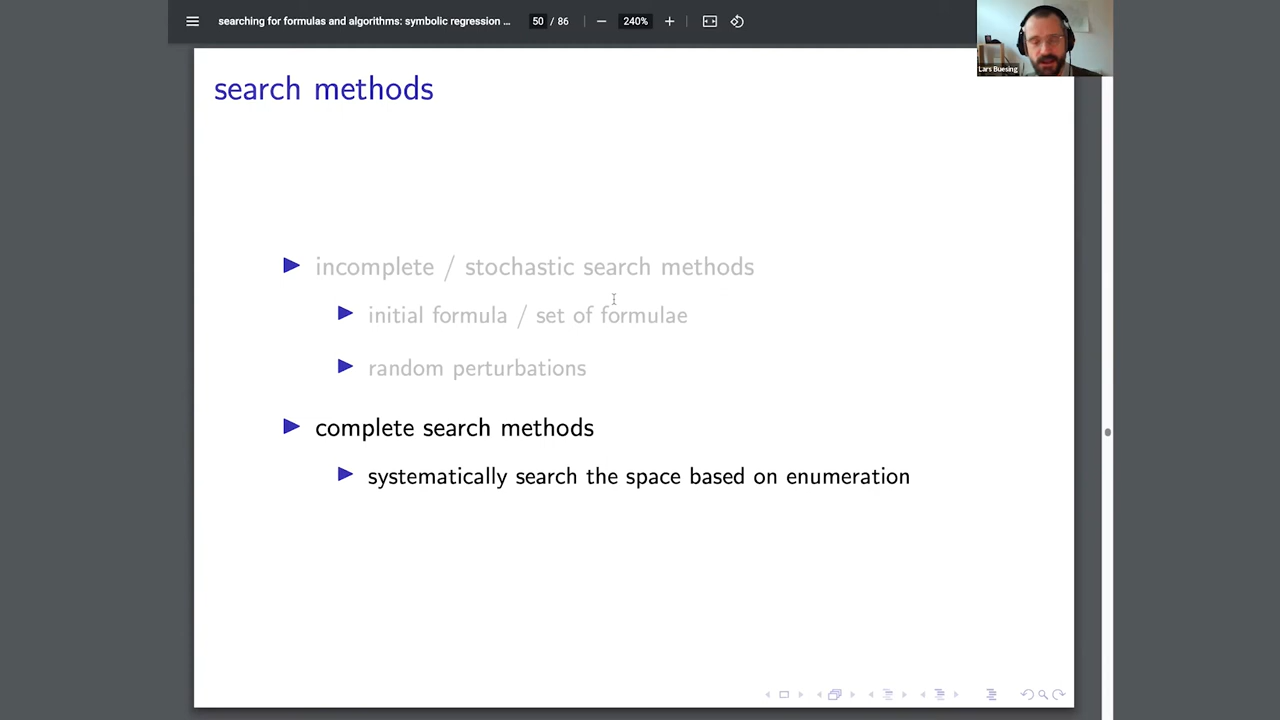 searching for formulas and algorithms: symbolic regression ...
50 / 86
240%
Lars Buesing
search methods
incomplete / stochastic search methods
initial formula / set of formulae
random perturbations
complete search methods
systematically search the space based on enumeration